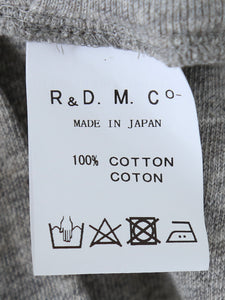 R & D. M. Co-
MADE IN JAPAN
100% COTTON
COTON